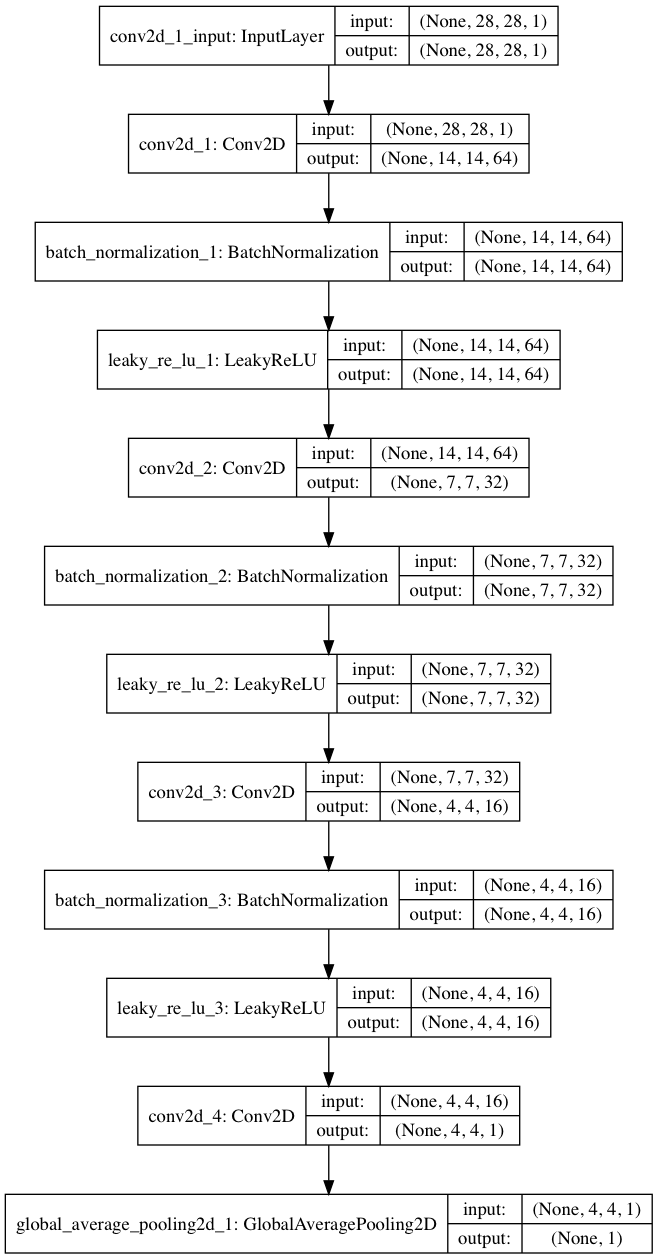 conv2d_1_input: InputLayer
input:
(None, 28, 28, 1)
output:
(None, 28, 28, 1)
conv2d_1: Conv2D
input:
(None, 28, 28, 1)
output:
(None, 14, 14, 64)
batch_normalization_1: BatchNormalization
input:
(None, 14, 14, 64)
output:
(None, 14, 14, 64)
leaky_re_lu_1: LeakyReLU
input:
(None, 14, 14, 64)
output:
(None, 14, 14, 64)
conv2d_2: Conv2D
input:
(None, 14, 14, 64)
output:
(None, 7, 7, 32)
batch_normalization_2: BatchNormalization
input:
(None, 7, 7, 32)
output:
(None, 7, 7, 32)
leaky_re_lu_2: LeakyReLU
input:
(None, 7, 7, 32)
output:
(None, 7, 7, 32)
conv2d_3: Conv2D
input:
(None, 7, 7, 32)
output:
(None, 4, 4, 16)
batch_normalization_3: BatchNormalization
input:
(None, 4, 4, 16)
output:
(None, 4, 4, 16)
leaky_re_lu_3: LeakyReLU
input:
(None, 4, 4, 16)
output:
(None, 4, 4, 16)
conv2d_4: Conv2D
input:
(None, 4, 4, 16)
output:
(None, 4, 4, 1)
global_average_pooling2d_1: GlobalAveragePooling2D
input:
(None, 4, 4, 1)
output:
(None, 1)